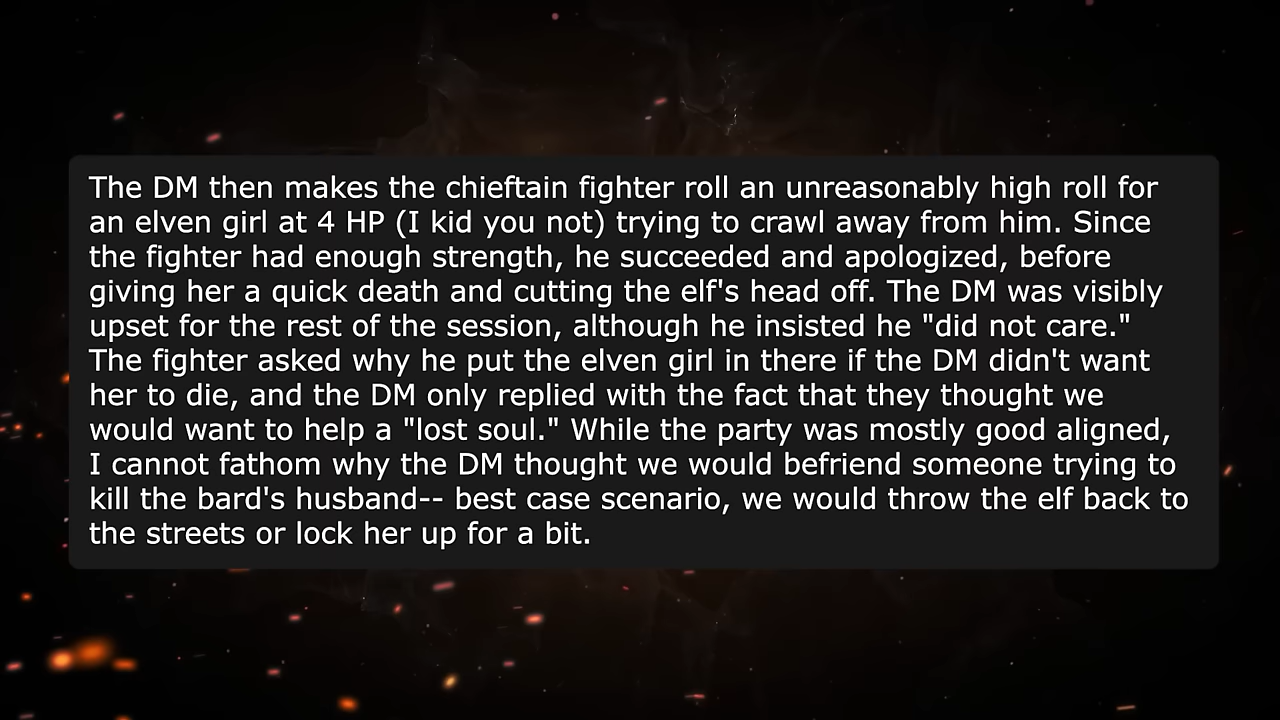 The DM then makes the chieftain fighter roll an unreasonably high roll for
an elven girl at 4 HP (I kid you not) trying to crawl away from him. Since
the fighter had enough strength, he succeeded and apologized, before
giving her a quick death and cutting the elf's head off. The DM was visibly
upset for the rest of the session, although he insisted he "did not care."
The fighter asked why he put the elven girl in there if the DM didn't want
her to die, and the DM only replied with the fact that they thought we
would want to help a "lost soul." While the party was mostly good aligned,
I cannot fathom why the DM thought we would befriend someone trying to
kill the bard's husband-- best case scenario, we would throw the elf back to
the streets or lock her up for a bit.